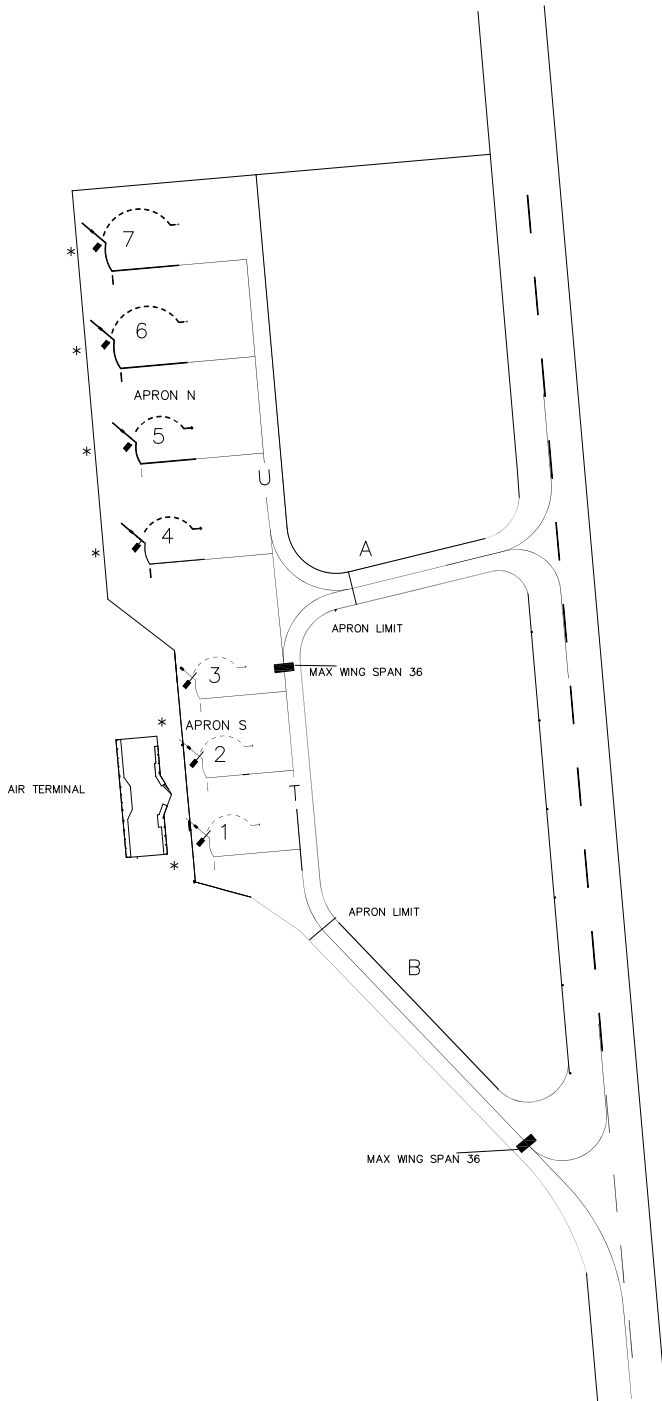 7
6
APRON N
5
U
4
A
APRON LIMIT
3
MAX WING SPAN 36
APRON S
2
AIR TERMINAL
T
1
APRON LIMIT
B
MAX WING SPAN 36